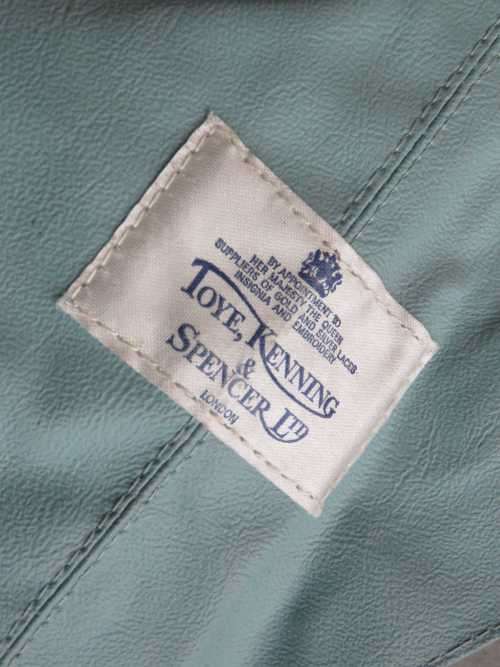 BY APPOINTMENT TO
HER MAJESTY THE QUEEN
SUPPLIERS OF GOLD AND SILVER LACES
INSIGNIA AND EMBROIDERY
TOYE, KENNING
&
SPENCER LTD
LONDON